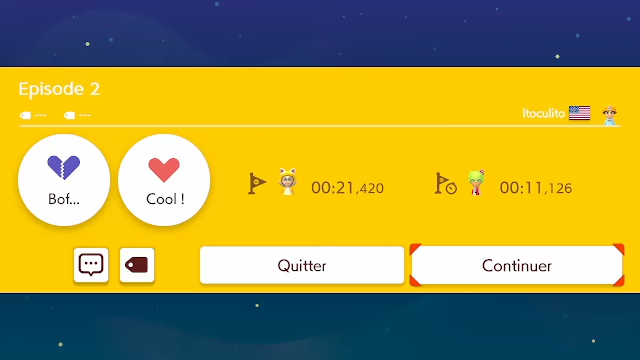 Episode 2
--- ---
Itoculito
Bof...
Cool !
00:21,420
00:11,126
Quitter
Continuer